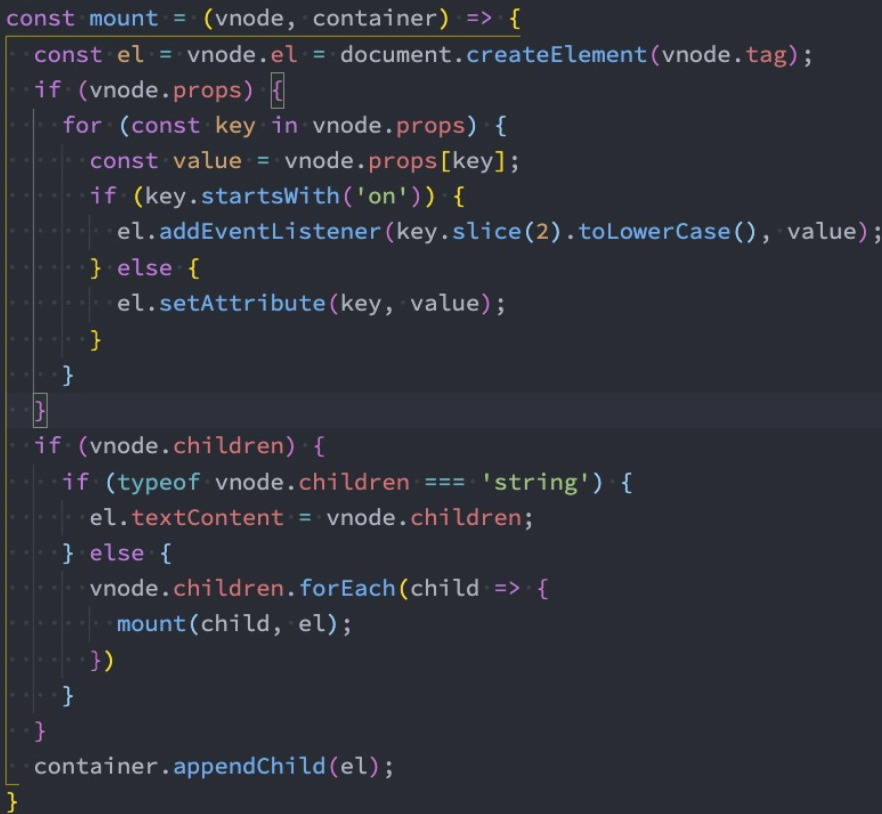 const mount = (vnode, container) => {
  const el = vnode.el = document.createElement(vnode.tag);
  if (vnode.props) {
    for (const key in vnode.props) {
      const value = vnode.props[key];
      if (key.startsWith('on')) {
        el.addEventListener(key.slice(2).toLowerCase(), value);
      } else {
        el.setAttribute(key, value);
      }
    }
  }
  if (vnode.children) {
    if (typeof vnode.children === 'string') {
      el.textContent = vnode.children;
    } else {
      vnode.children.forEach(child => {
        mount(child, el);
      })
    }
  }
  container.appendChild(el);
}